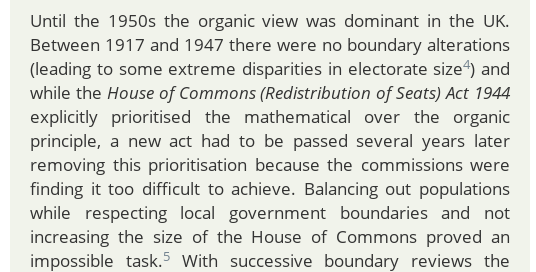 Until the 1950s the organic view was dominant in the UK.
Between 1917 and 1947 there were no boundary alterations
(leading to some extreme disparities in electorate size4) and
while the House of Commons (Redistribution of Seats) Act 1944
explicitly prioritised the mathematical over the organic
principle, a new act had to be passed several years later
removing this prioritisation because the commissions were
finding it too difficult to achieve. Balancing out populations
while respecting local government boundaries and not
increasing the size of the House of Commons proved an
impossible task.5 With successive boundary reviews the